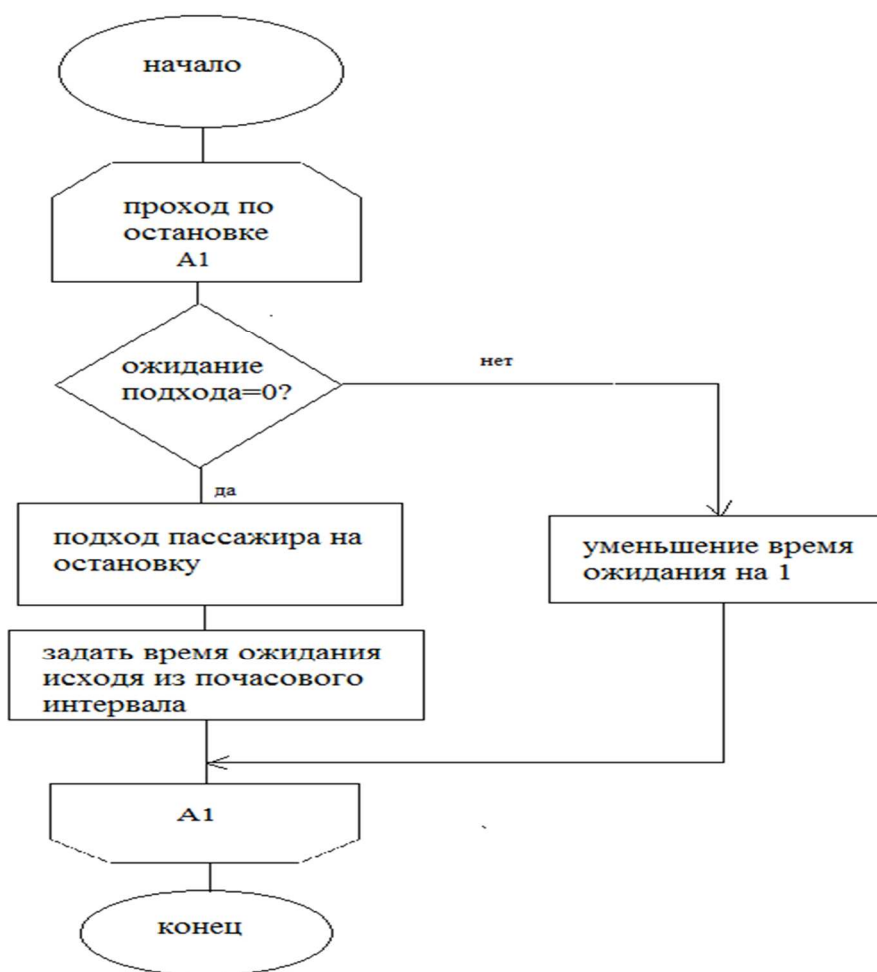 начало
проход по
остановке
А1
ожидание
подхода=0?
нет
да
подход пассажира на
остановку
уменьшение время
ожидания на 1
задать время ожидания
исходя из почасового
интервала
А1
конец